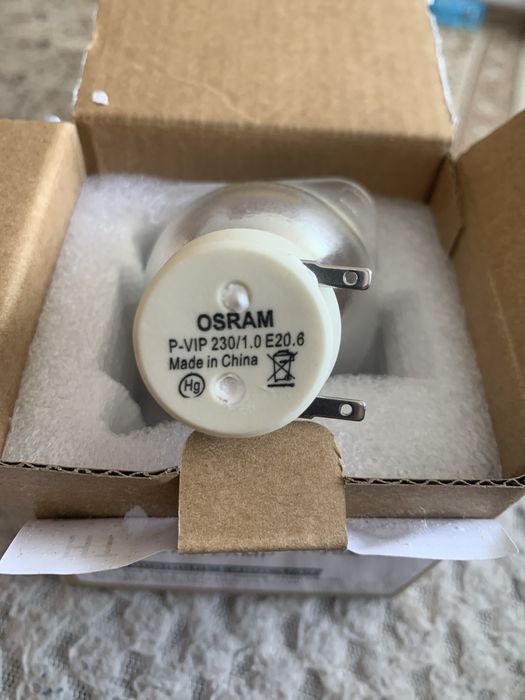 OSRAM
P-VIP 230/1.0 E20.6
Made in China
Hg